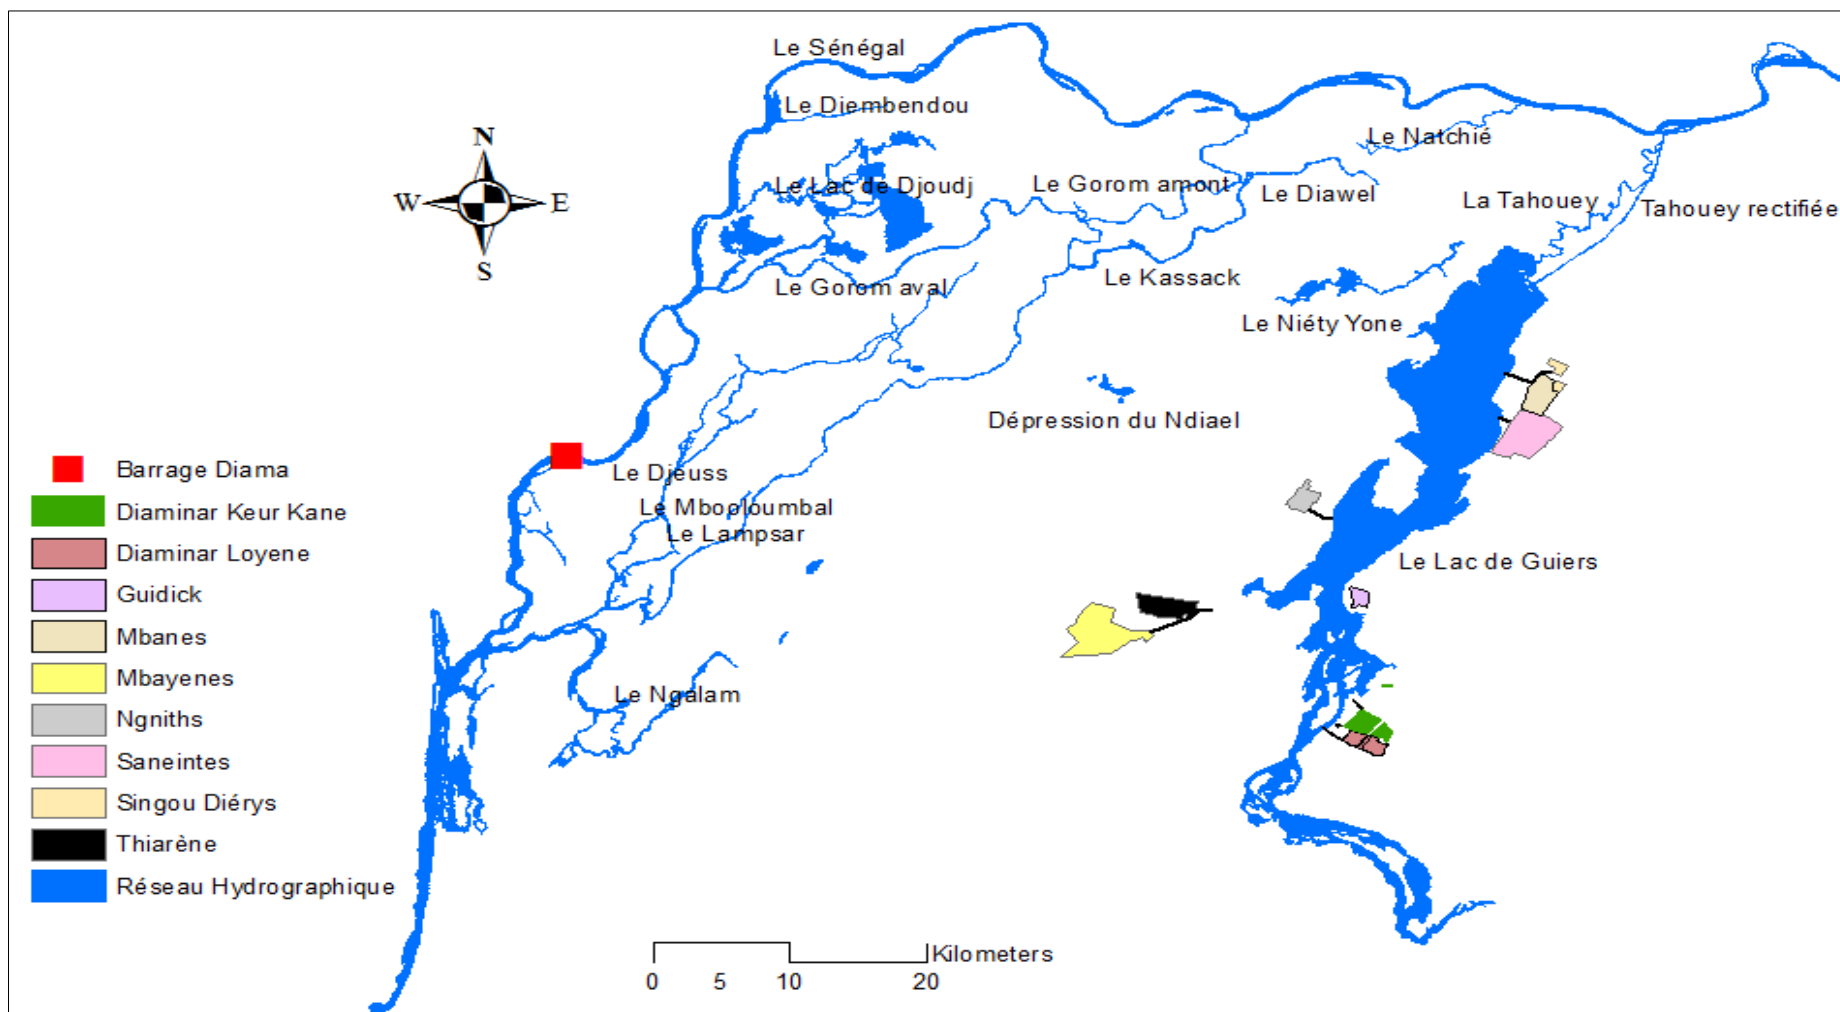 Le Sénégal
Le Diembendou
Le Natchié
N
Le Lac de Djoudj
Le Gorom amont
Le Diawel
La Tahouey
Tahouey rectifiée
W
E
S
Le Gorom aval
Le Kassack
Le Niéty Yone
Dépression du Ndiael
Le Djeuss
Le Mbooloumbal
Le Lampsar
Le Lac de Guiers
Le Ngalam
Barrage Diama
Diaminar Keur Kane
Diaminar Loyene
Guidick
Mbanes
Mbayenes
Ngniths
Saneintes
Singou Diérys
Thiarène
Réseau Hydrographique
Kilometers
0 5 10 20